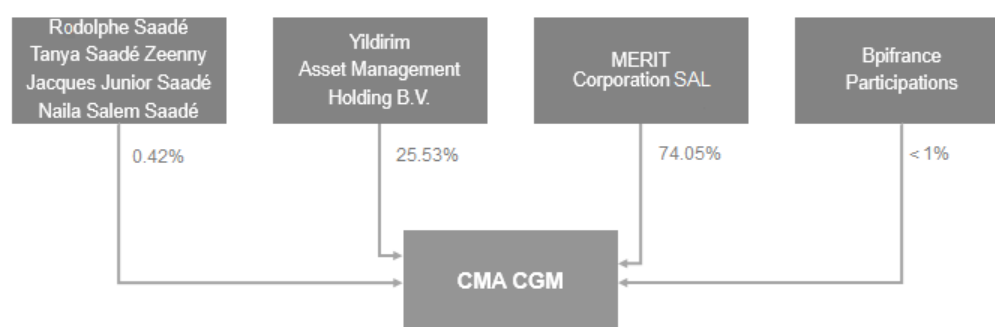 Rodolphe Saadé
Tanya Saadé Zeenny
Jacques Junior Saadé
Naila Salem Saadé
Yildirim
Asset Management
Holding B.V.
MERIT
Corporation SAL
Bpifrance
Participations
0.42%
25.53%
74.05%
< 1%
CMA CGM